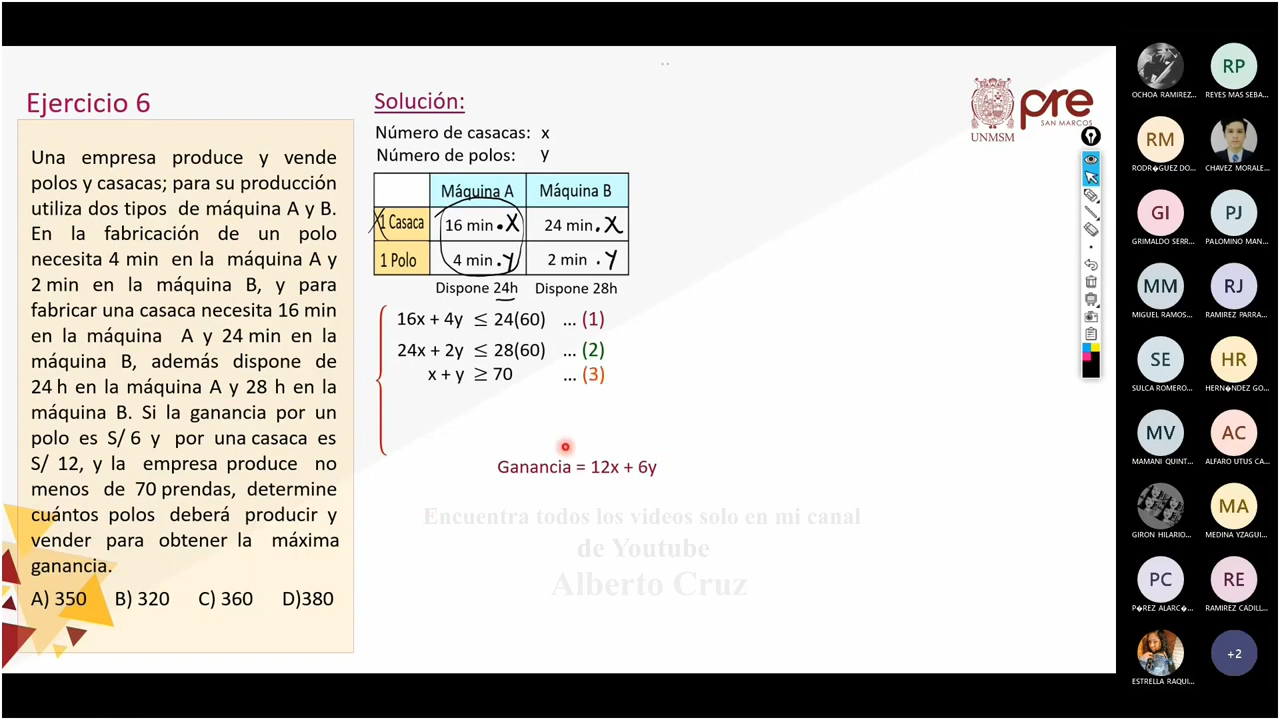 Ejercicio 6
Una empresa produce y vende
polos y casacas; para su producción
utiliza dos tipos de máquina A y B.
En la fabricación de un polo
necesita 4 min en la máquina A y
2 min en la máquina B, y para
fabricar una casaca necesita 16 min
en la máquina A y 24 min en la
máquina B, además dispone de
24 h en la máquina A y 28 h en la
máquina B. Si la ganancia por un
polo es S/ 6 y por una casaca es
S/ 12, y la empresa produce no
menos de 70 prendas, determine
cuántos polos deberá producir y
vender para obtener la máxima
ganancia.
A) 350 B) 320 C) 360 D)380
Solución:
Número de casacas: x
Número de polos: y
Máquina A Máquina B
1 Casaca 16 min . x 24 min . x
1 Polo 4 min . y 2 min . y
Dispone 24h Dispone 28h
16x + 4y ≤ 24(60) ... (1)
24x + 2y ≤ 28(60) ... (2)
x + y ≥ 70 ... (3)
Ganancia = 12x + 6y
Encuentra todos los videos solo en mi canal
de Youtube
Alberto Cruz
UNMSM
pre
SAN MARCOS
OCHOA RAMIREZ...
RP
REYES MAS SEBA...
RM
RODR�GUEZ DO...
CHAVEZ MORALE...
GI
GRIMALDO SERR...
PJ
PALOMINO MAN...
MM
MIGUEL RAMOS...
RJ
RAMIREZ PARRA...
SE
SULCA ROMERO...
HR
HERN�NDEZ GO...
MV
MAMANI QUINT...
AC
ALFARO UTUS CA...
GIRON HILARIO...
MA
MEDINA YZAGUI...
PC
P�REZ ALARC�...
RE
RAMIREZ CADILL...
ESTRELLA RAQUI...
+2